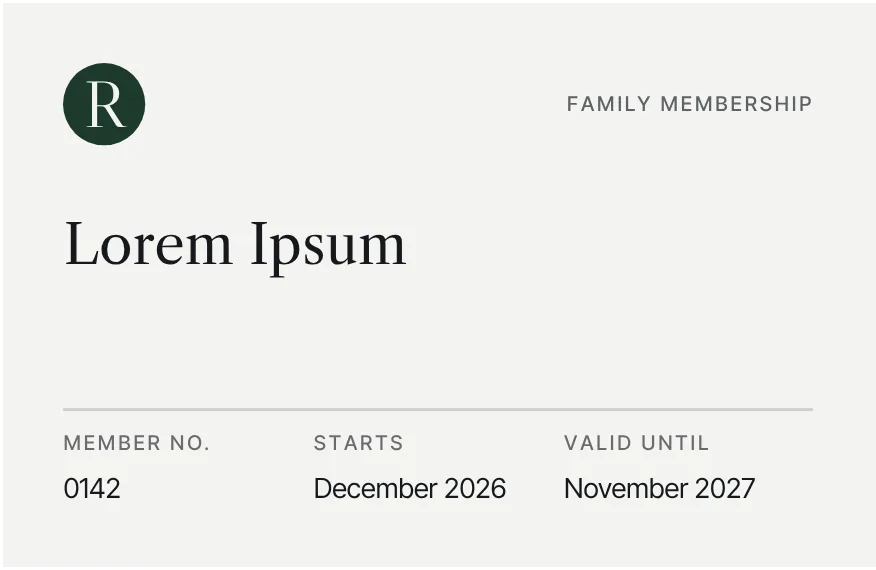 R
FAMILY MEMBERSHIP
Lorem Ipsum
MEMBER NO.
STARTS
VALID UNTIL
0142
December 2026
November 2027